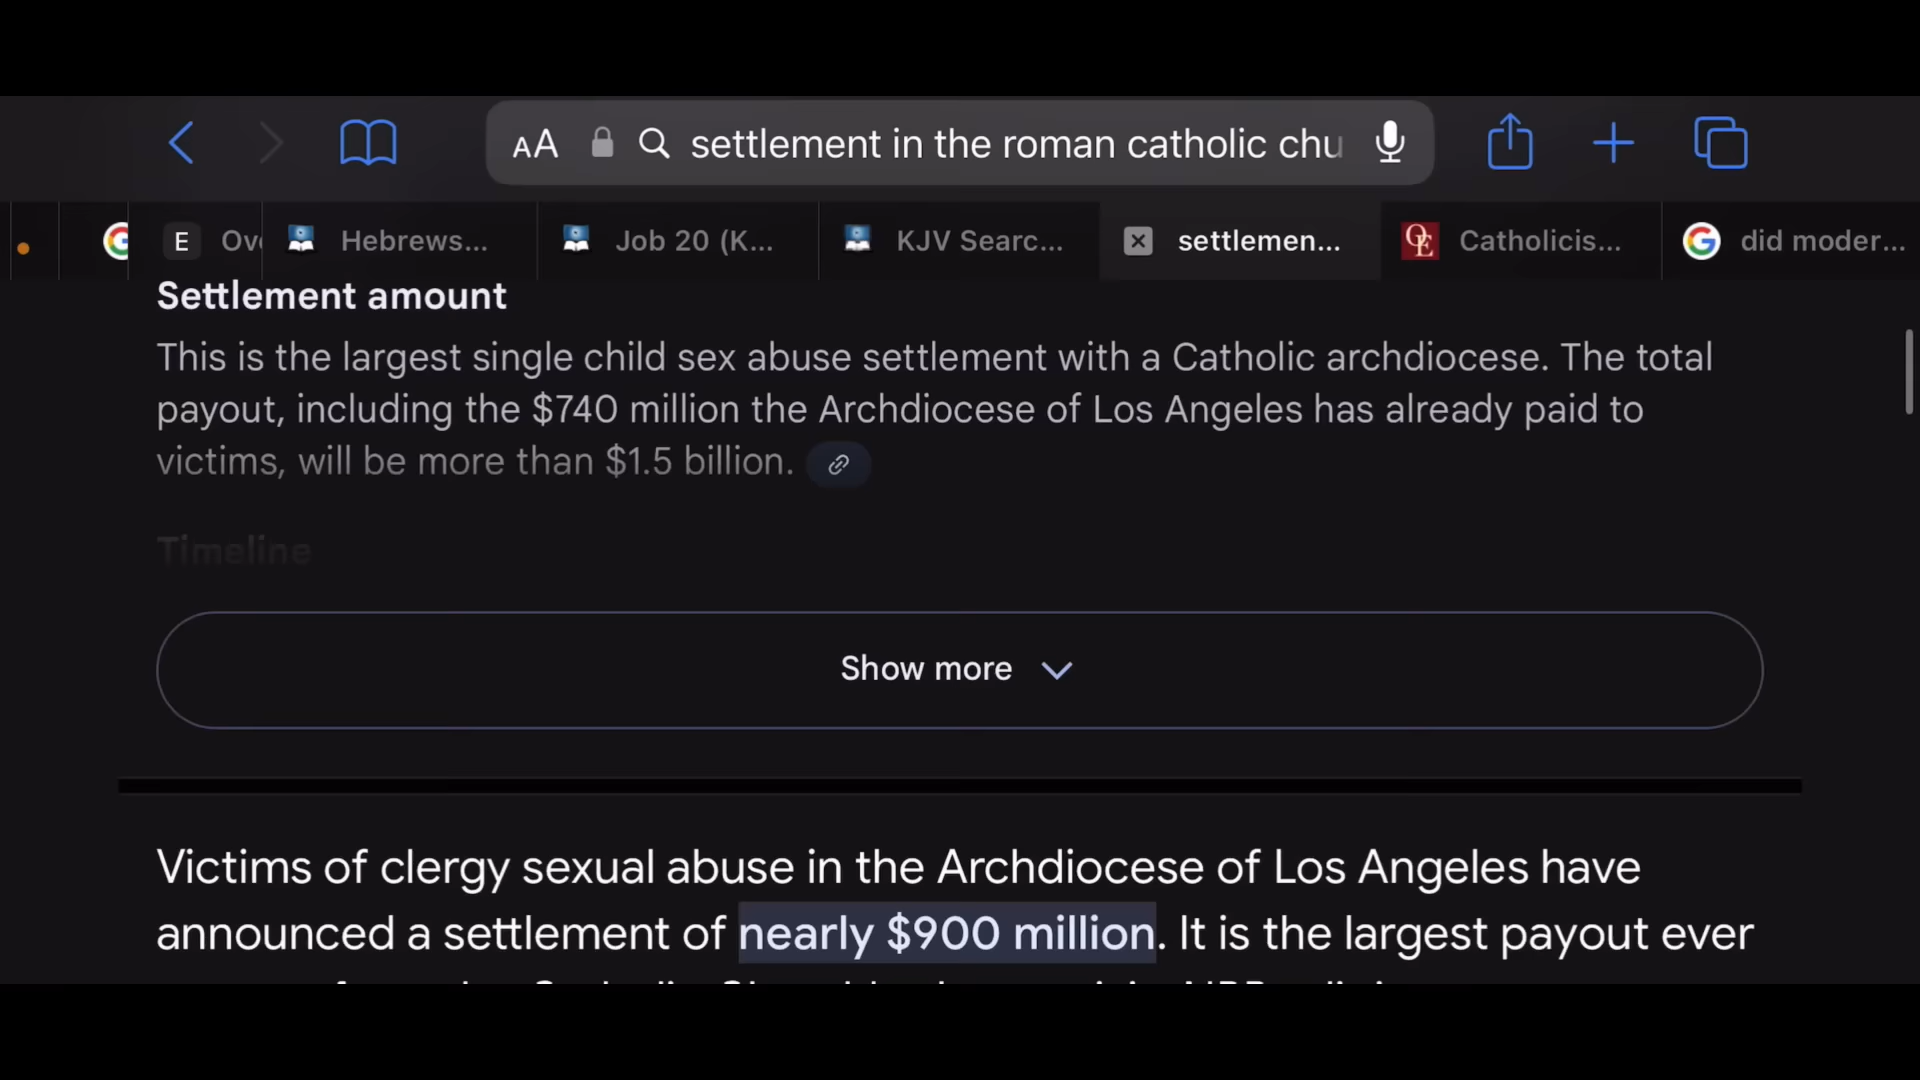 AA settlement in the roman catholic chu
E Ov Hebrews... Job 20 (K... KJV Searc... settlemen... OE Catholicis... did moder...
Settlement amount
This is the largest single child sex abuse settlement with a Catholic archdiocese. The total
payout, including the $740 million the Archdiocese of Los Angeles has already paid to
victims, will be more than $1.5 billion.
Timeline
Show more
Victims of clergy sexual abuse in the Archdiocese of Los Angeles have
announced a settlement of nearly $900 million. It is the largest payout ever